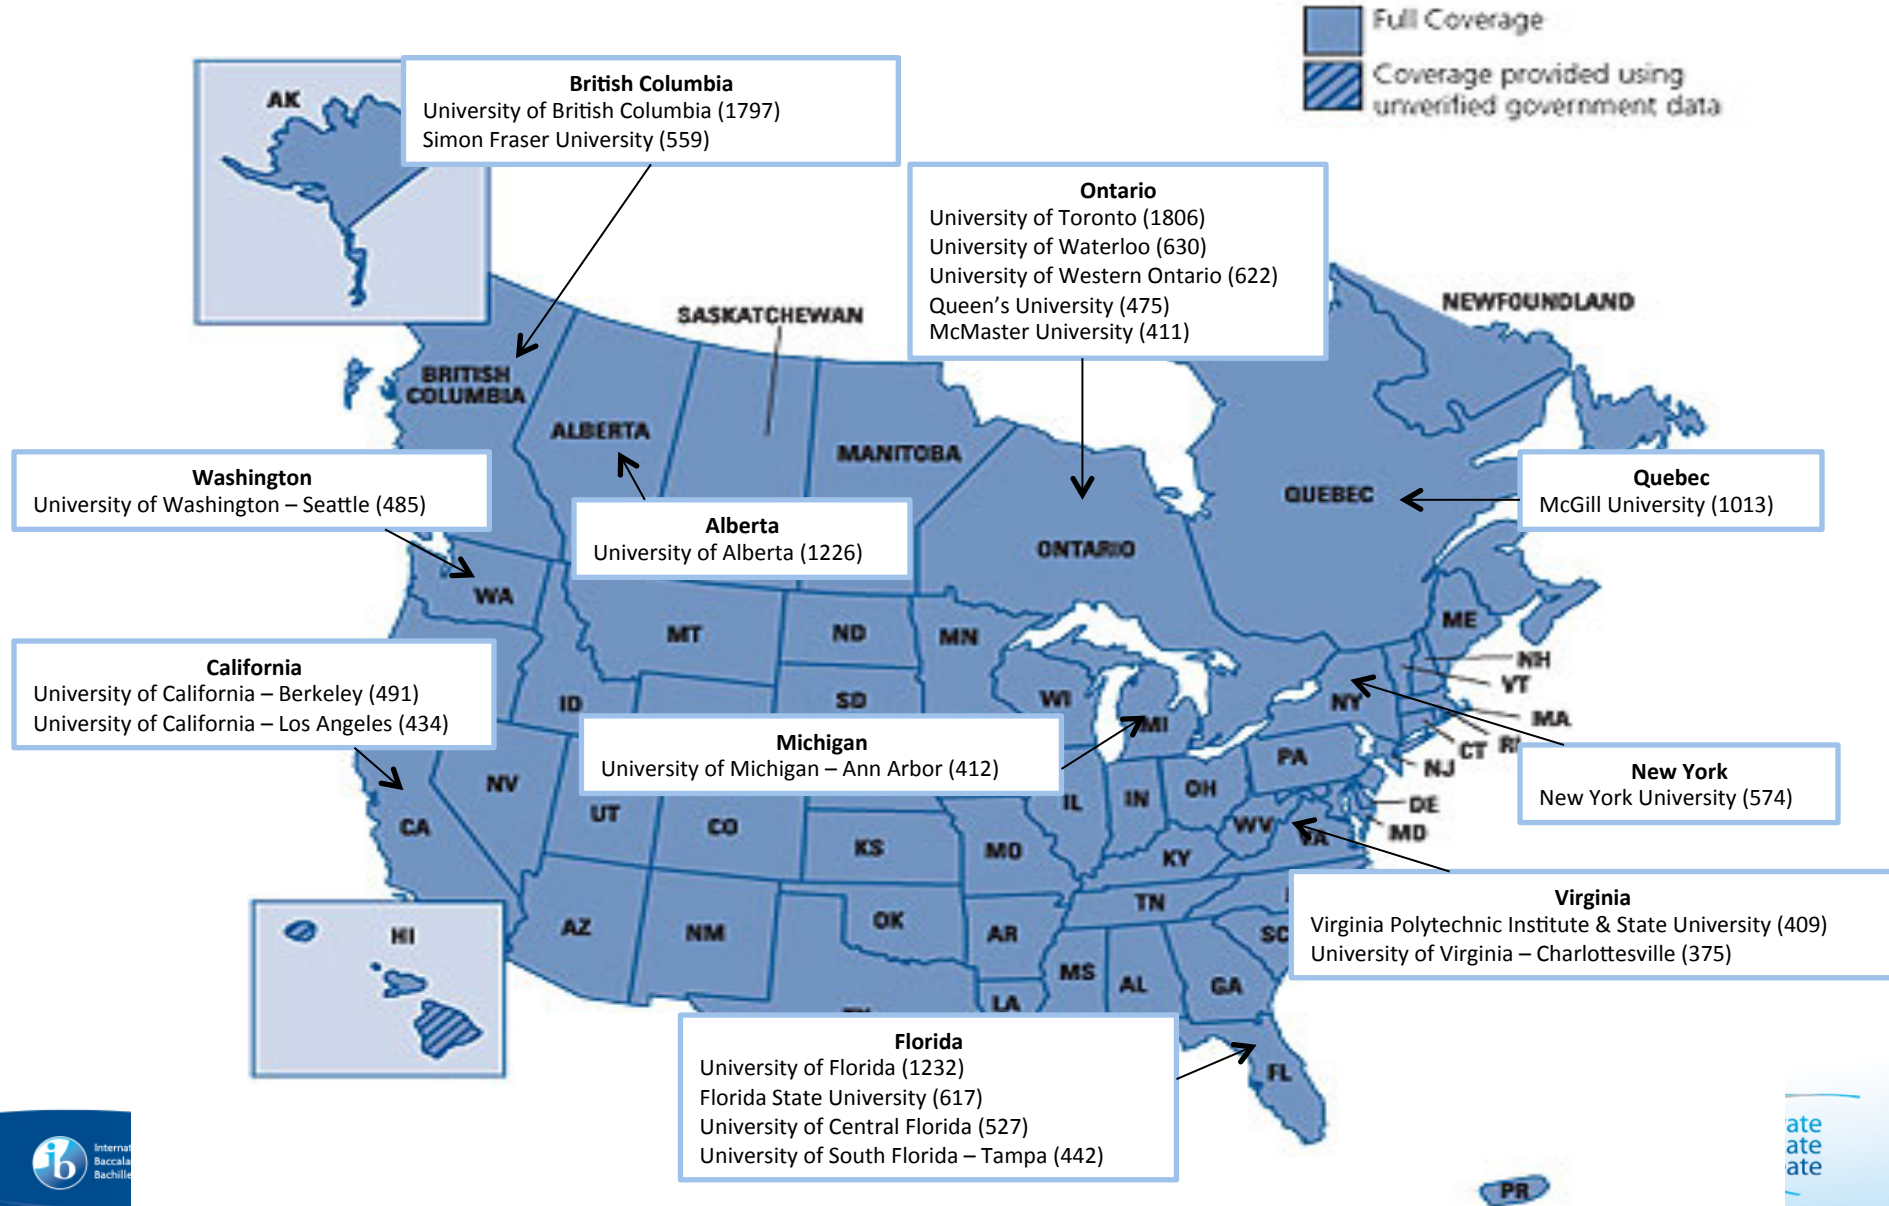 Full Coverage
Coverage provided using
unverified government data
AK
British Columbia
University of British Columbia (1797)
Simon Fraser University (559)
Ontario
University of Toronto (1806)
University of Waterloo (630)
University of Western Ontario (622)
Queen’s University (475)
McMaster University (411)
SASKATCHEWAN
NEWFOUNDLAND
BRITISH
COLUMBIA
ALBERTA
MANITOBA
QUEBEC
ONTARIO
Washington
University of Washington – Seattle (485)
Alberta
University of Alberta (1226)
Quebec
McGill University (1013)
WA
MT
ND
MN
ME
NH
VT
California
University of California – Berkeley (491)
University of California – Los Angeles (434)
ID
SD
WI
MI
NY
MA
CT
NJ
PA
Michigan
University of Michigan – Ann Arbor (412)
New York
New York University (574)
NV
UT
CO
CA
KS
MO
IL
IN
OH
WV
VA
KY
DE
MD
Virginia
Virginia Polytechnic Institute & State University (409)
University of Virginia – Charlottesville (375)
AZ
NM
OK
AR
TN
SC
MS
AL
GA
LA
HI
Florida
University of Florida (1232)
Florida State University (617)
University of Central Florida (527)
University of South Florida – Tampa (442)
FL
PR
ib
Internat
Baccala
Bachille
ate
ate
ate